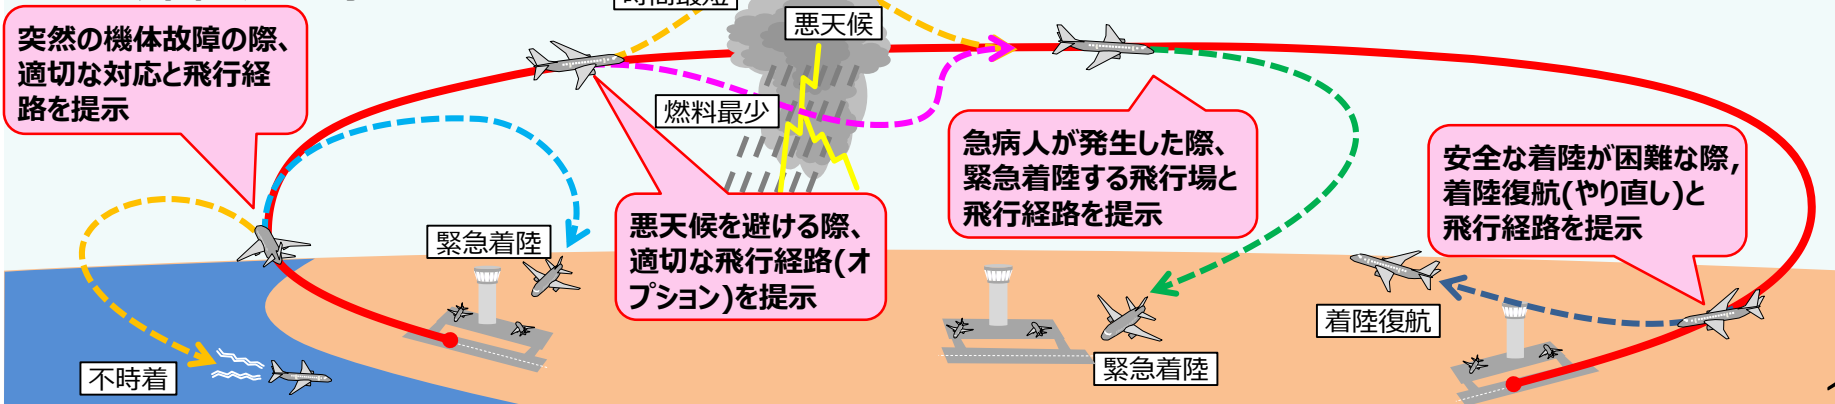 突然の機体故障の際、
適切な対応と飛行経
路を提示
時間最短
悪天候
燃料最少
悪天候を避ける際、
適切な飛行経路(オ
プション)を提示
急病人が発生した際、
緊急着陸する飛行場と
飛行経路を提示
安全な着陸が困難な際,
着陸復航(やり直し)と
飛行経路を提示
緊急着陸
不時着
緊急着陸
着陸復航